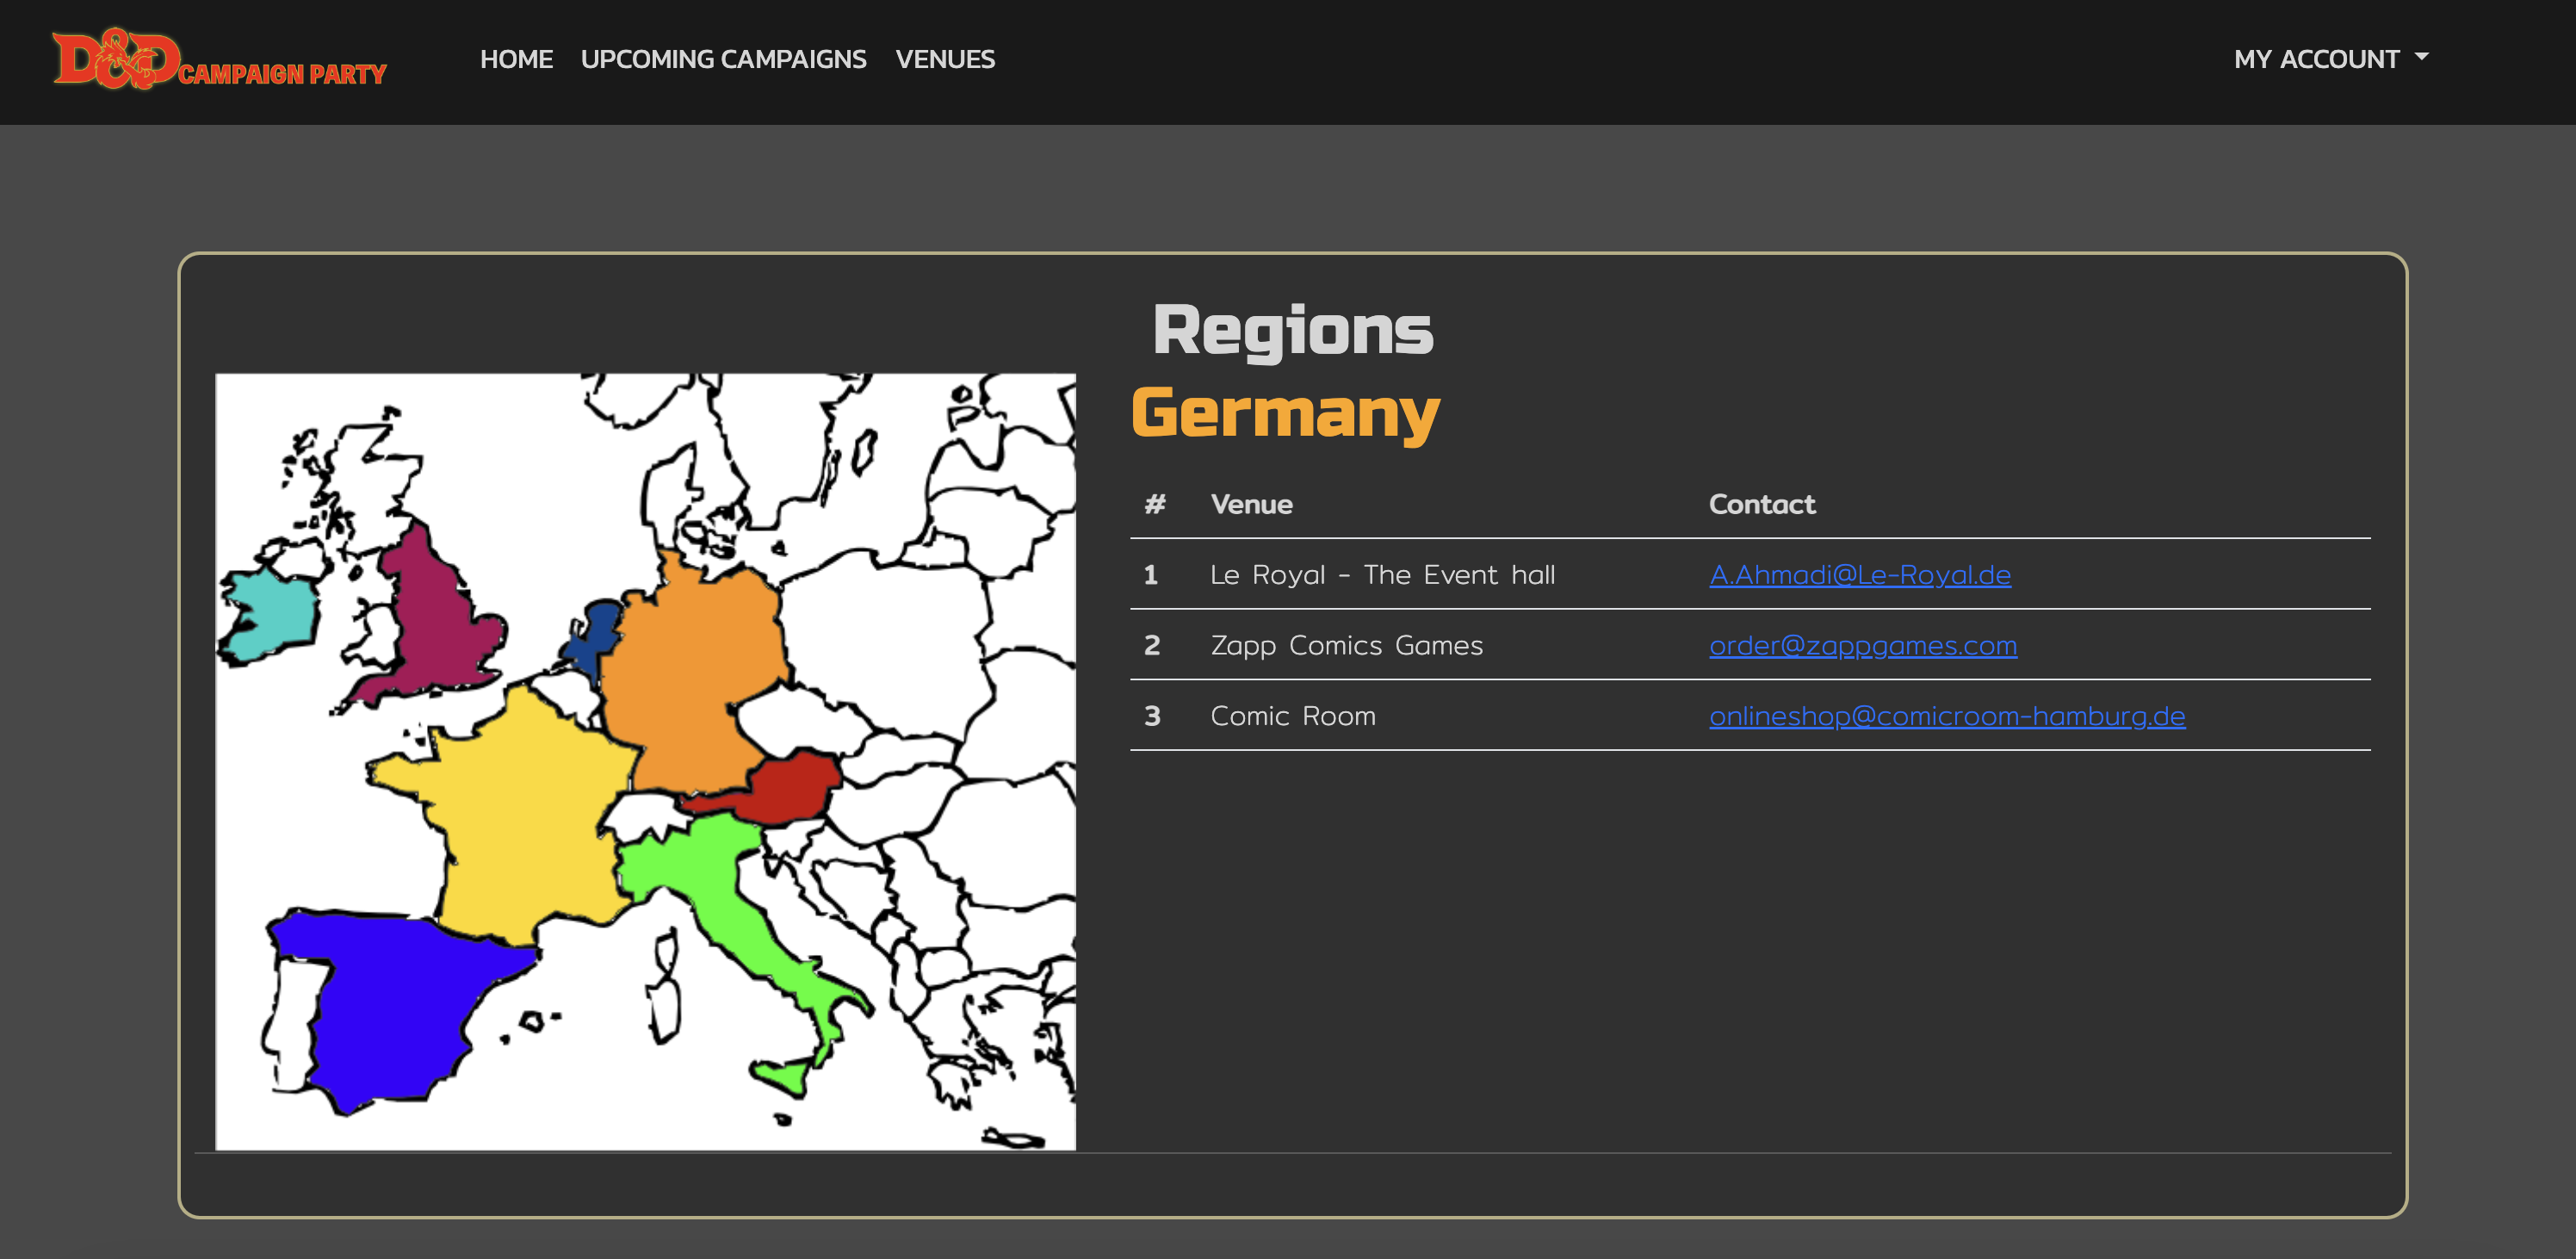 D&D CAMPAIGN PARTY HOME UPCOMING CAMPAIGNS VENUES MY ACCOUNT
Regions
Germany
# Venue Contact
1 Le Royal - The Event hall A.Ahmadi@Le-Royal.de
2 Zapp Comics Games order@zappgames.com
3 Comic Room onlineshop@comicroom-hamburg.de